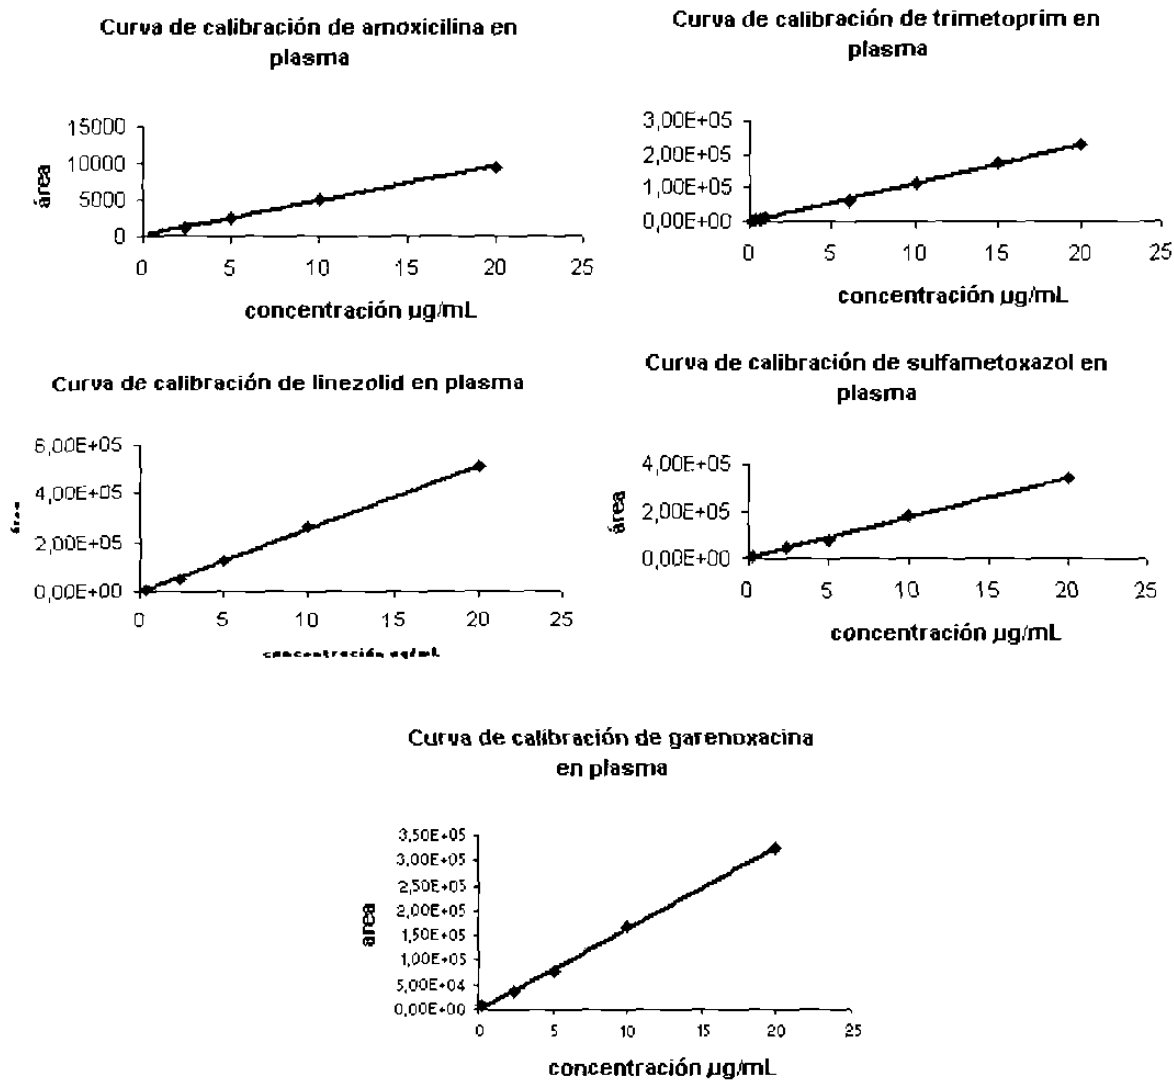 Curva de calibración de amoxicilina en
plasma
15000
10000
5000
0
área
0 5 10 15 20 25
concentración µg/mL
Curva de calibración de trimetoprim en
plasma
3,00E+05
2,00E+05
1,00E+05
0,00E+00
área
0 5 10 15 20 25
concentración µg/mL
Curva de calibración de linezolid en plasma
6,00E+05
4,00E+05
2,00E+05
0,00E+00
área
0 5 10 15 20 25
concentración µg/mL
Curva de calibración de sulfametoxazol en
plasma
4,00E+05
2,00E+05
0,00E+00
área
0 5 10 15 20 25
concentración µg/mL
Curva de calibración de garenoxacina
en plasma
3,50E+05
3,00E+05
2,50E+05
2,00E+05
1,50E+05
1,00E+05
5,00E+04
0,00E+00
area
0 5 10 15 20 25
concentración µg/mL